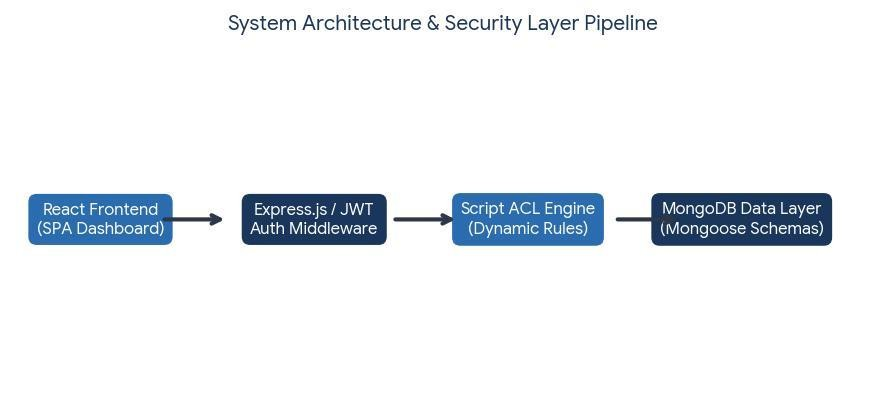 System Architecture & Security Layer Pipeline
React Frontend
(SPA Dashboard)
Express.js / JWT
Auth Middleware
Script ACL Engine
(Dynamic Rules)
MongoDB Data Layer
(Mongoose Schemas)